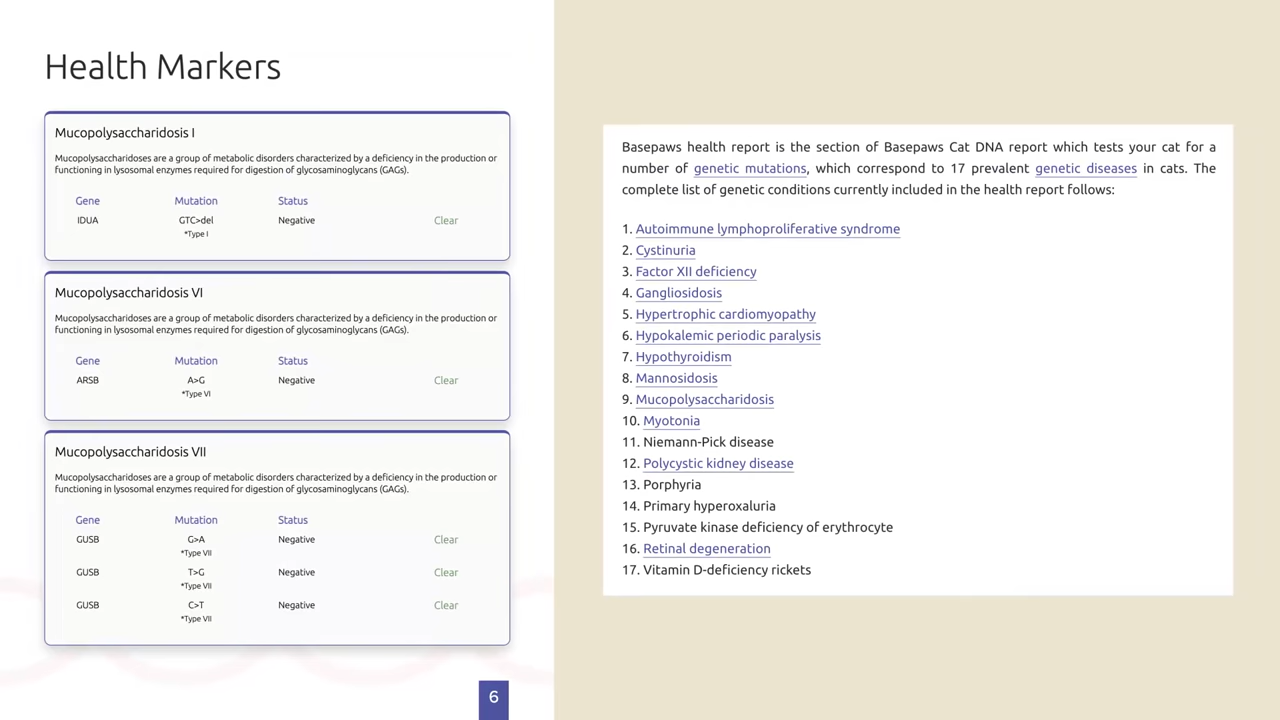 Health Markers
Mucopolysaccharidosis I
Mucopolysaccharidoses are a group of metabolic disorders characterized by a deficiency in the production or
functioning in lysosomal enzymes required for digestion of glycosaminoglycans (GAGs).
Gene Mutation Status
IDUA GTC>del Negative Clear
*Type I
Mucopolysaccharidosis VI
Mucopolysaccharidoses are a group of metabolic disorders characterized by a deficiency in the production or
functioning in lysosomal enzymes required for digestion of glycosaminoglycans (GAGs).
Gene Mutation Status
ARSB A>G Negative Clear
*Type VI
Mucopolysaccharidosis VII
Mucopolysaccharidoses are a group of metabolic disorders characterized by a deficiency in the production or
functioning in lysosomal enzymes required for digestion of glycosaminoglycans (GAGs).
Gene Mutation Status
GUSB G>A Negative Clear
*Type VII
GUSB T>G Negative Clear
*Type VII
GUSB C>T Negative Clear
*Type VII
6
Basepaws health report is the section of Basepaws Cat DNA report which tests your cat for a
number of genetic mutations, which correspond to 17 prevalent genetic diseases in cats. The
complete list of genetic conditions currently included in the health report follows:
1. Autoimmune lymphoproliferative syndrome
2. Cystinuria
3. Factor XII deficiency
4. Gangliosidosis
5. Hypertrophic cardiomyopathy
6. Hypokalemic periodic paralysis
7. Hypothyroidism
8. Mannosidosis
9. Mucopolysaccharidosis
10. Myotonia
11. Niemann-Pick disease
12. Polycystic kidney disease
13. Porphyria
14. Primary hyperoxaluria
15. Pyruvate kinase deficiency of erythrocyte
16. Retinal degeneration
17. Vitamin D-deficiency rickets